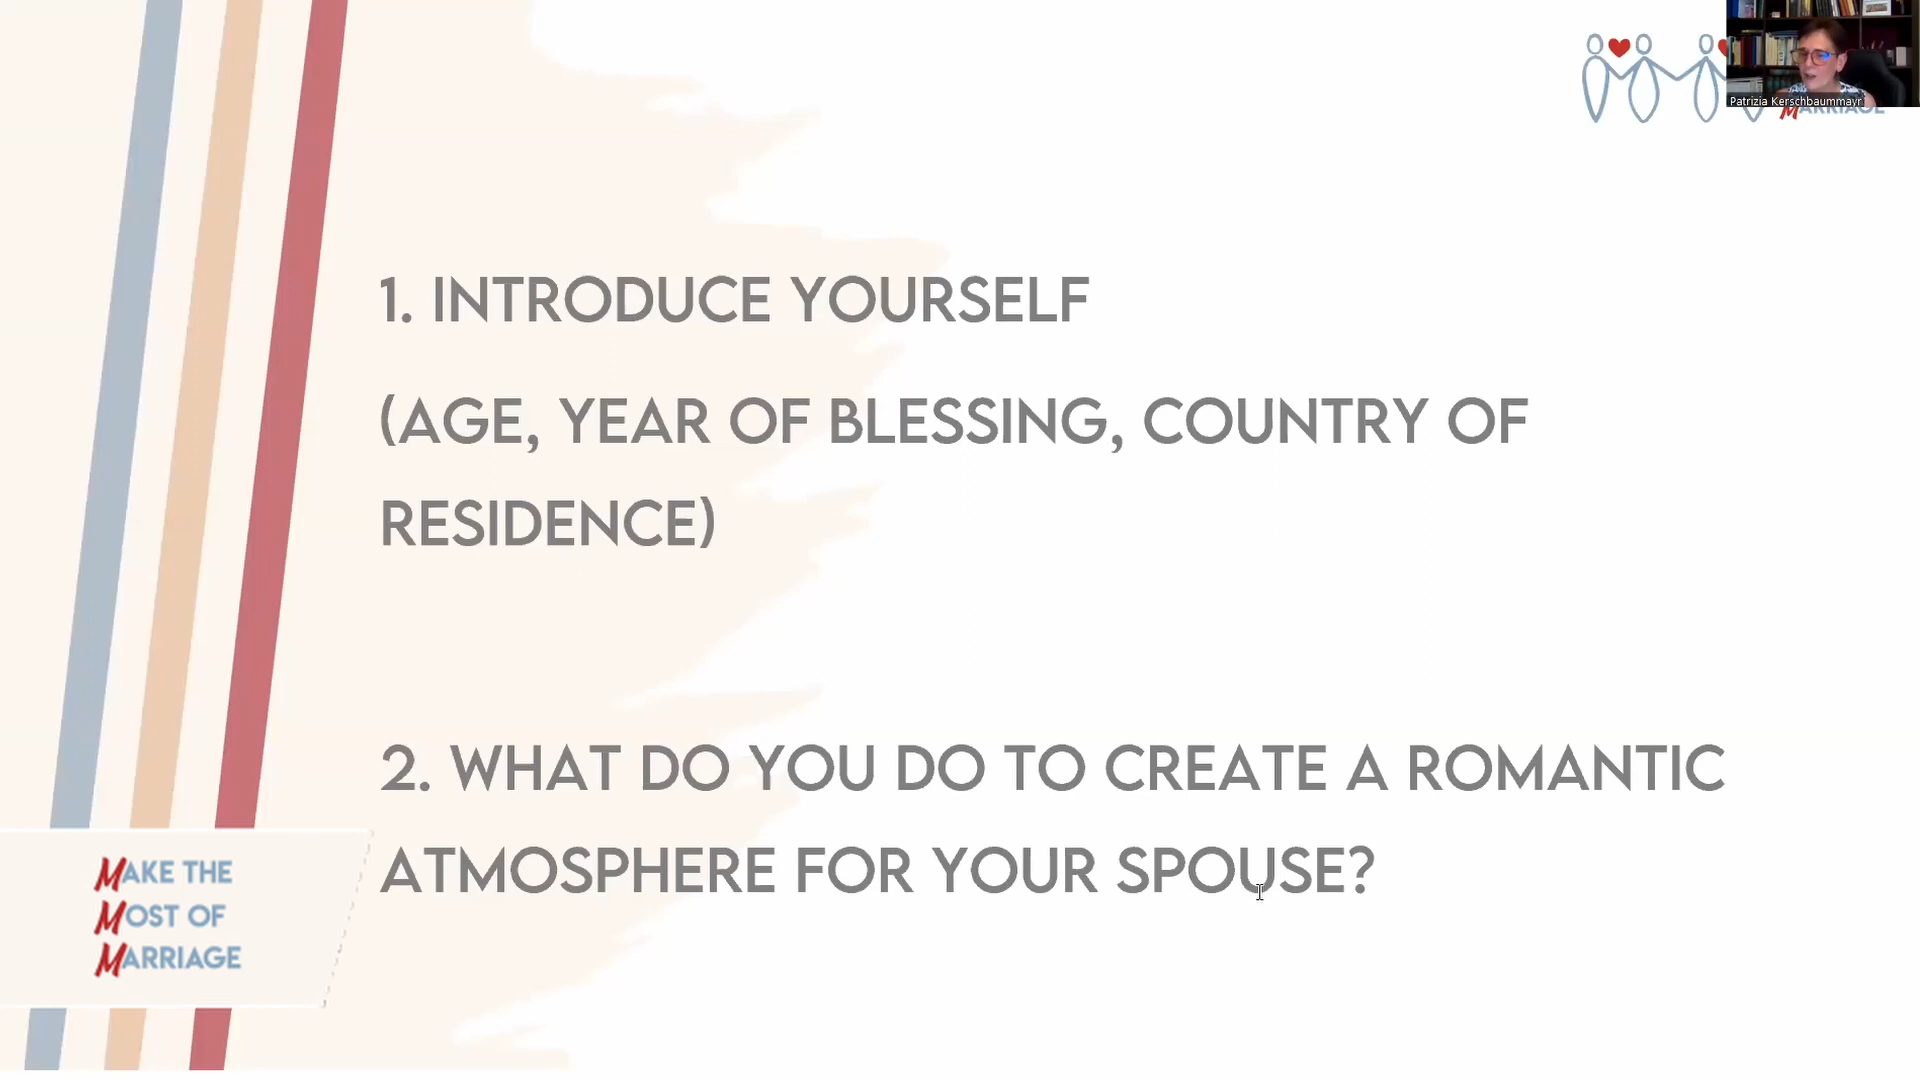 Patrizia Kerschbaummayr
MARRIAGE
1. INTRODUCE YOURSELF
(AGE, YEAR OF BLESSING, COUNTRY OF
RESIDENCE)
2. WHAT DO YOU DO TO CREATE A ROMANTIC
ATMOSPHERE FOR YOUR SPOUSE?
MAKE THE
MOST OF
MARRIAGE